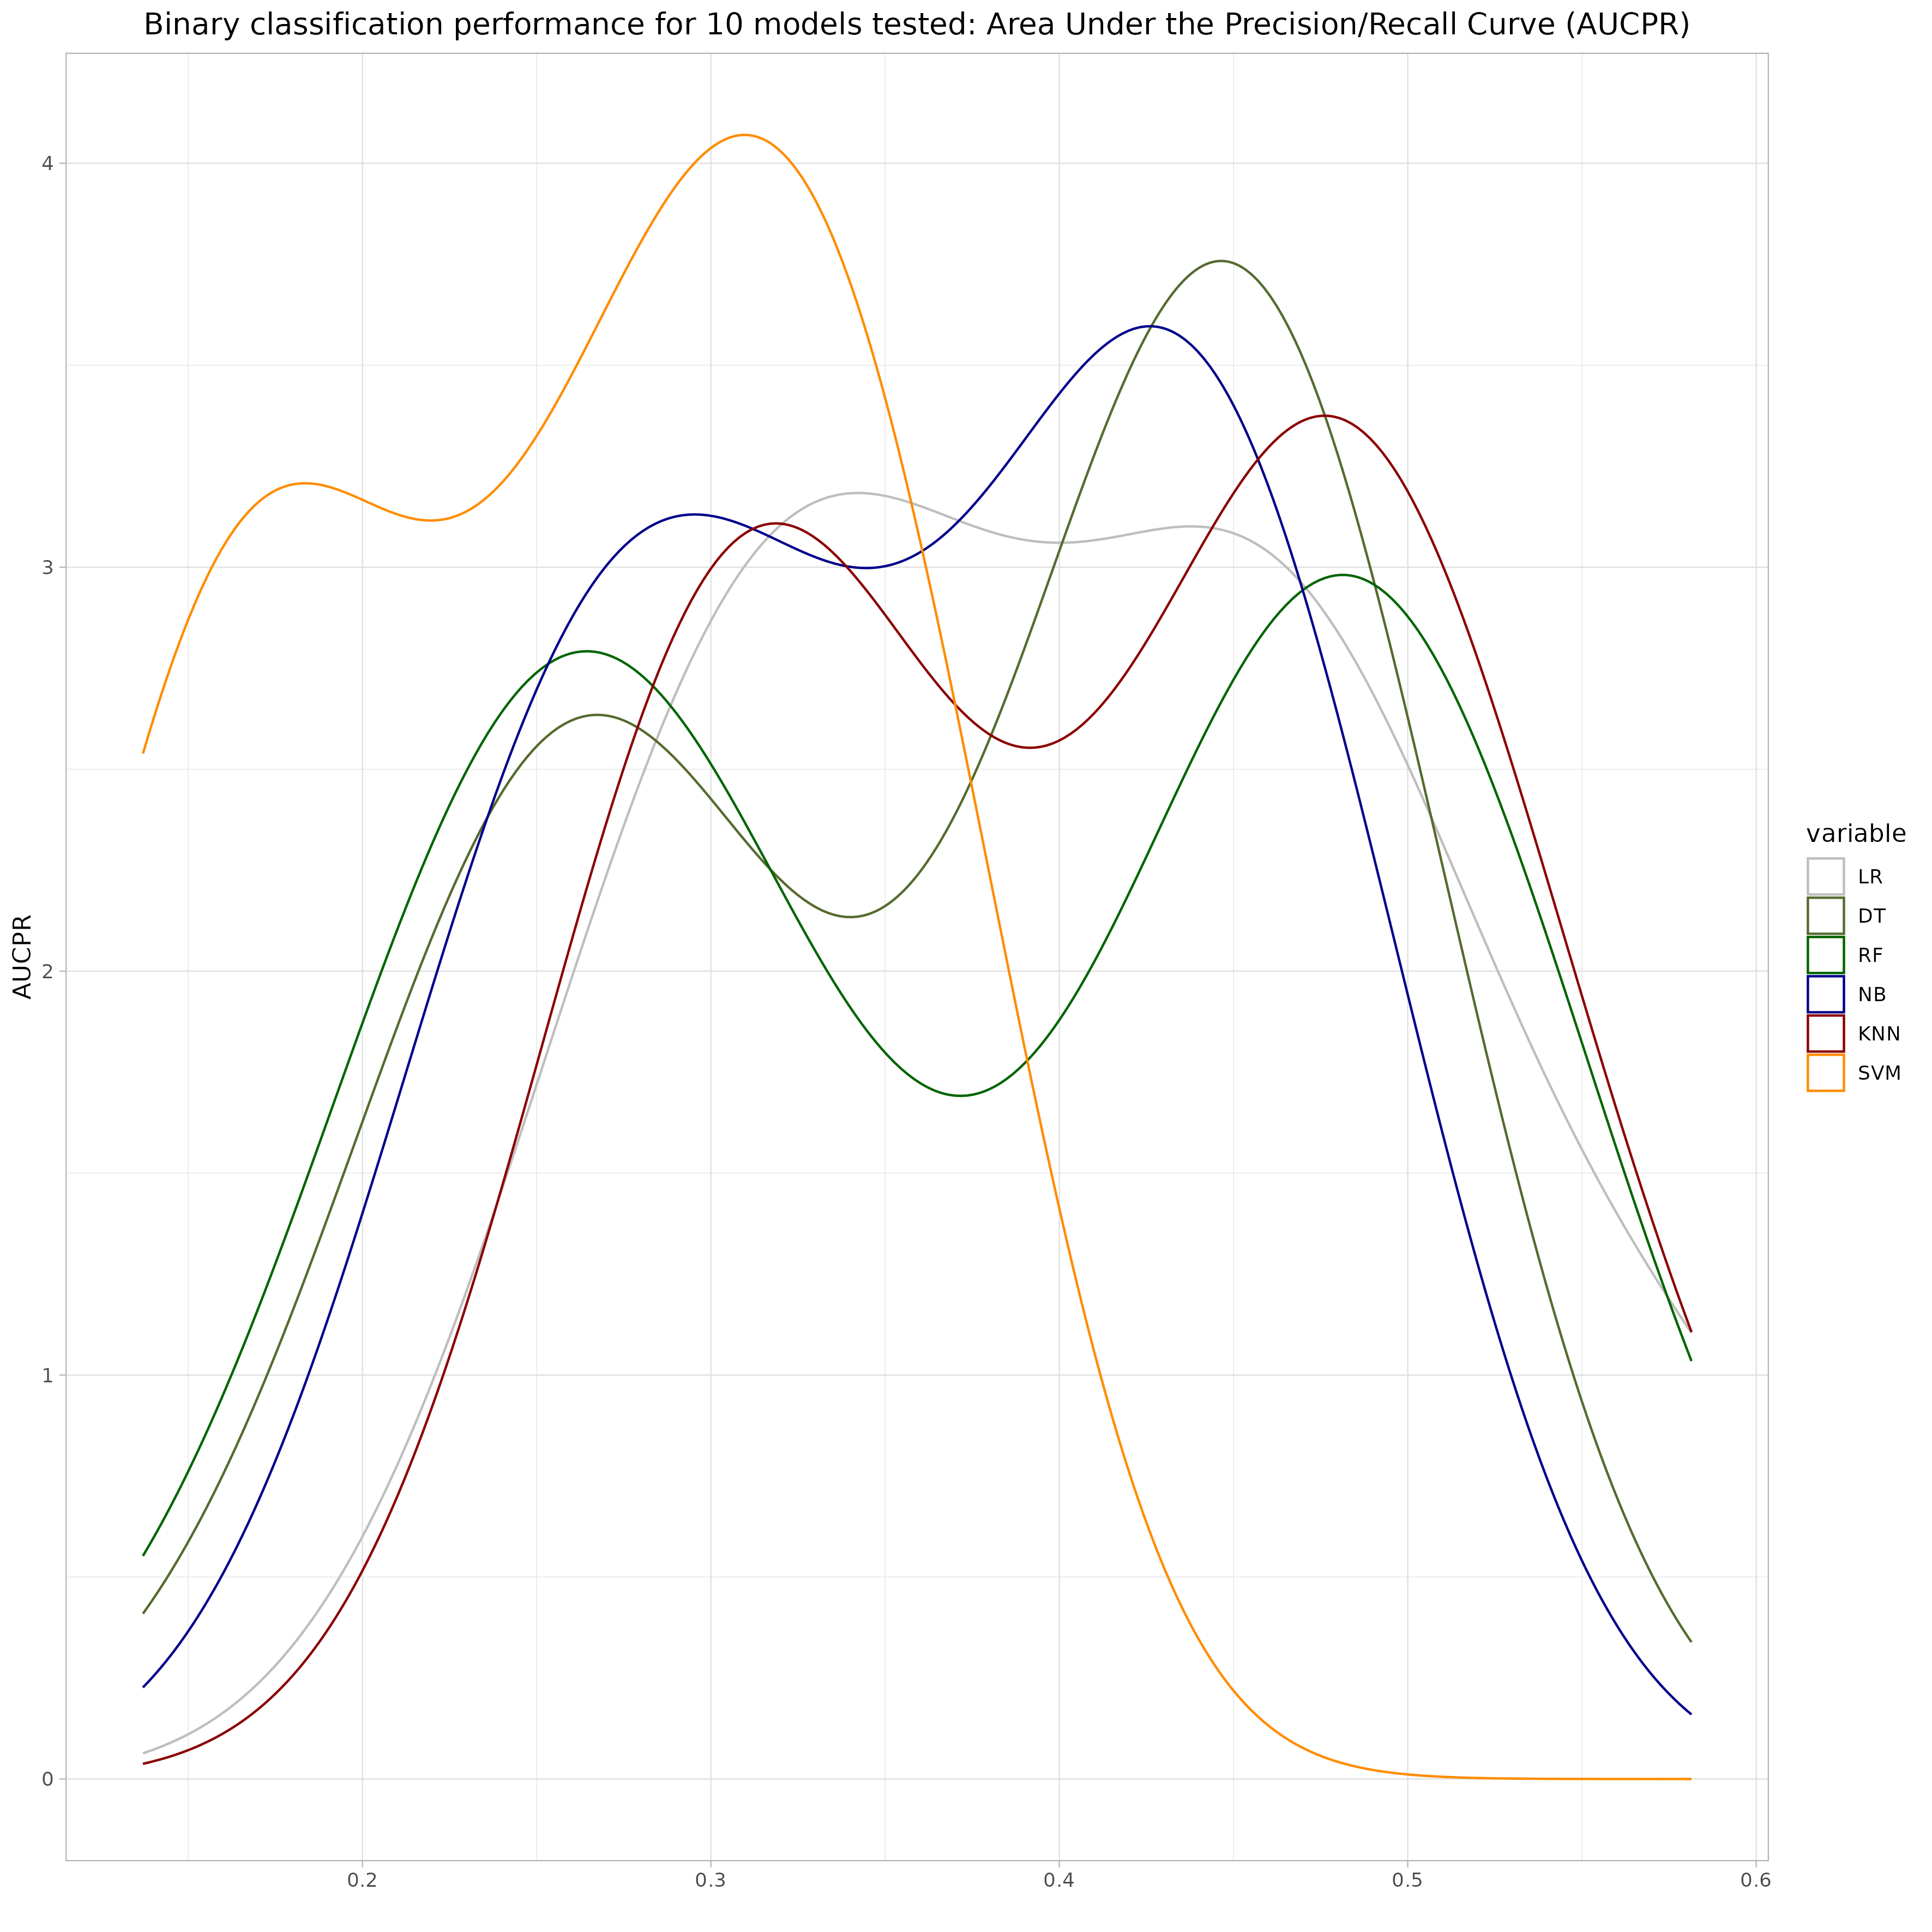 Binary classification performance for 10 models tested: Area Under the Precision/Recall Curve (AUCPR)
AUCPR
4
3
2
1
0
0.2 0.3 0.4 0.5 0.6
variable
LR
DT
RF
NB
KNN
SVM